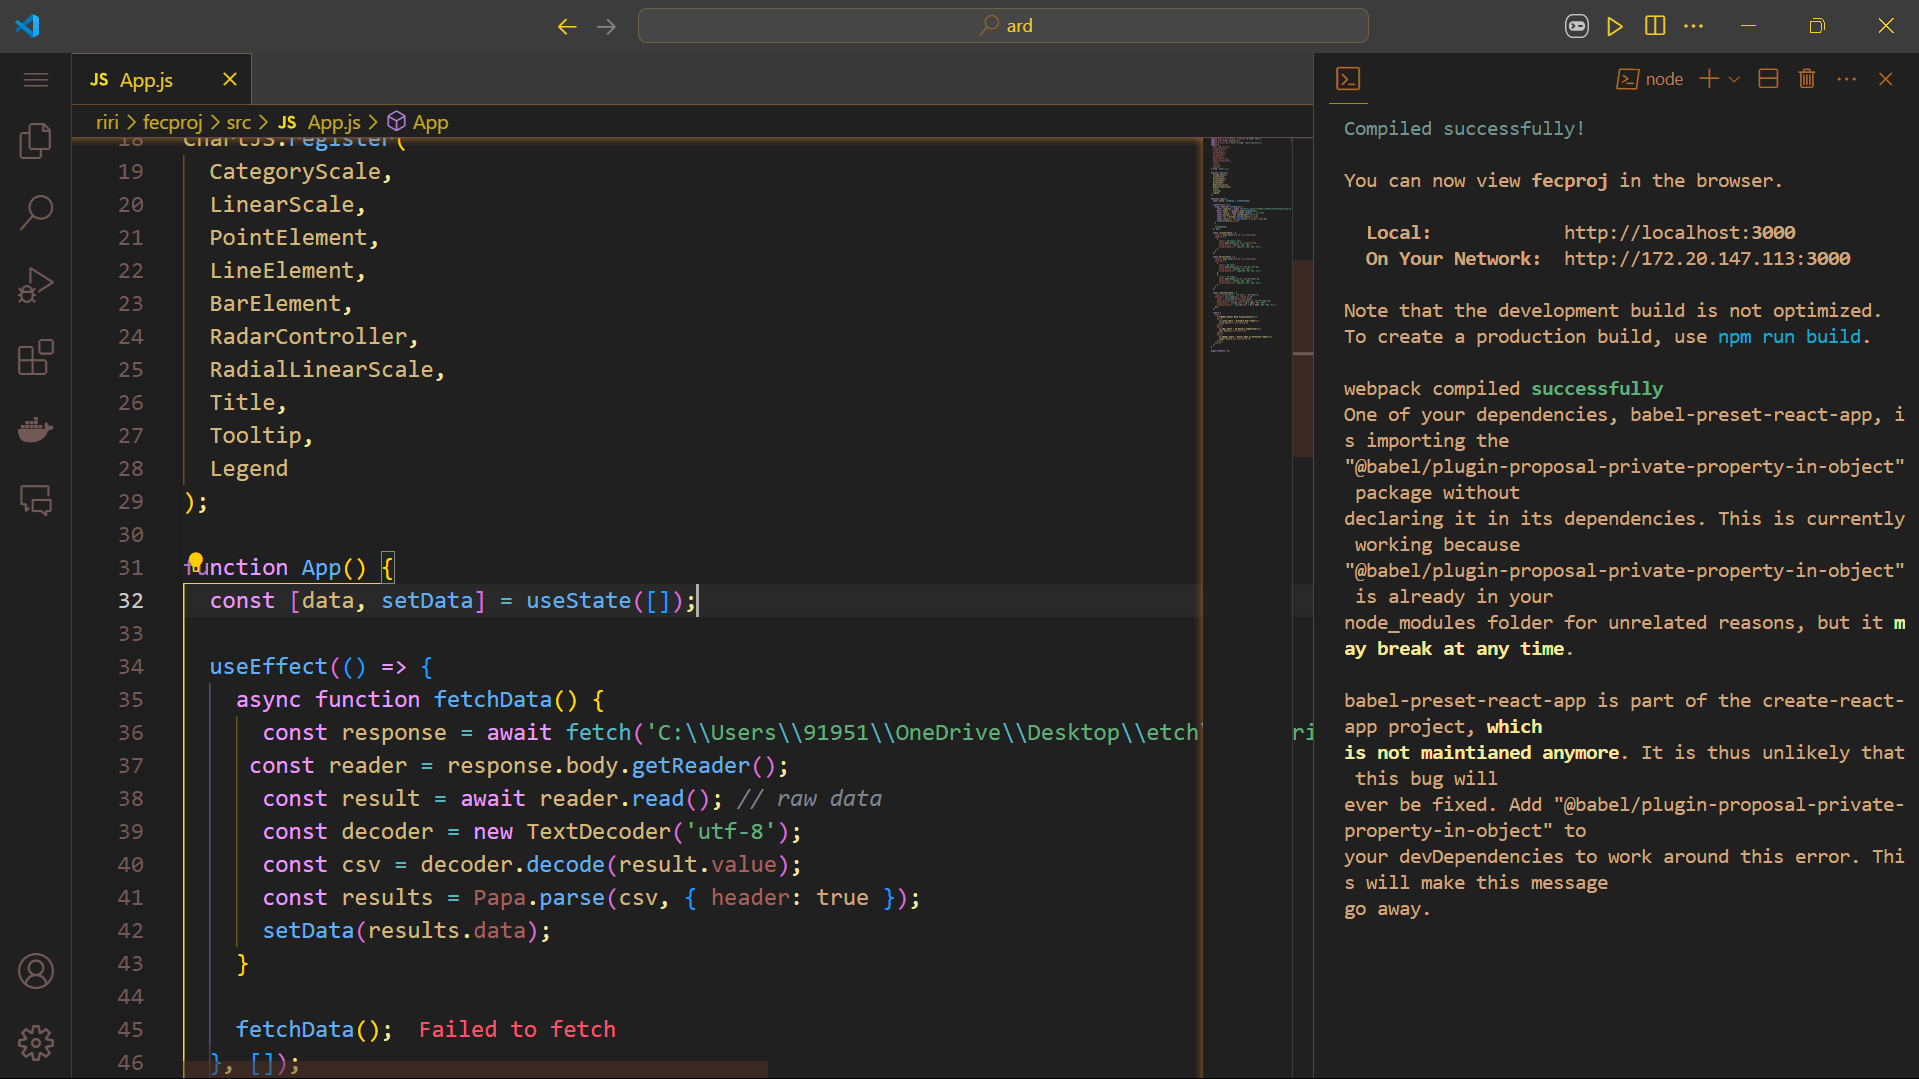 ard
JS App.js
riri > fecproj > src > JS App.js > App
18 ChartJS.register(
19 CategoryScale,
20 LinearScale,
21 PointElement,
22 LineElement,
23 BarElement,
24 RadarController,
25 RadialLinearScale,
26 Title,
27 Tooltip,
28 Legend
29 );
30
31 function App() {
32 const [data, setData] = useState([]);
33
34 useEffect(() => {
35 async function fetchData() {
36 const response = await fetch('C:\\Users\\91951\\OneDrive\\Desktop\\etch\ ri
37 const reader = response.body.getReader();
38 const result = await reader.read(); // raw data
39 const decoder = new TextDecoder('utf-8');
40 const csv = decoder.decode(result.value);
41 const results = Papa.parse(csv, { header: true });
42 setData(results.data);
43 }
44
45 fetchData(); Failed to fetch
46 }, []);
node
Compiled successfully!
You can now view fecproj in the browser.
Local: http://localhost:3000
On Your Network: http://172.20.147.113:3000
Note that the development build is not optimized.
To create a production build, use npm run build.
webpack compiled successfully
One of your dependencies, babel-preset-react-app, i
s importing the
"@babel/plugin-proposal-private-property-in-object"
package without
declaring it in its dependencies. This is currently
working because
"@babel/plugin-proposal-private-property-in-object"
is already in your
node_modules folder for unrelated reasons, but it m
ay break at any time.
babel-preset-react-app is part of the create-react-
app project, which
is not maintianed anymore. It is thus unlikely that
this bug will
ever be fixed. Add "@babel/plugin-proposal-private-
property-in-object" to
your devDependencies to work around this error. Thi
s will make this message
go away.